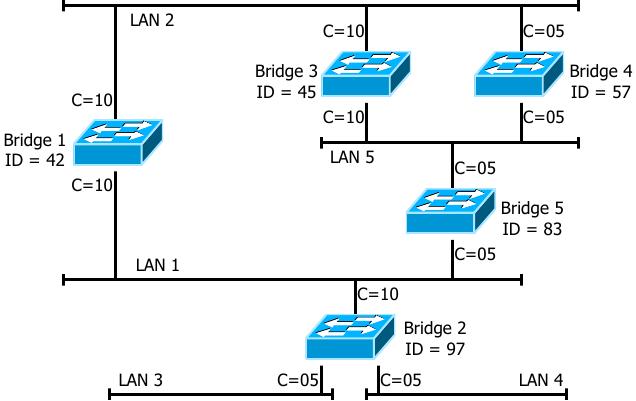 LAN 2
C=10
C=05
Bridge 3
ID = 45
Bridge 4
ID = 57
C=10
C=10
C=05
Bridge 1
ID = 42
LAN 5
C=05
C=10
Bridge 5
ID = 83
C=05
LAN 1
C=10
Bridge 2
ID = 97
LAN 3
C=05
C=05
LAN 4